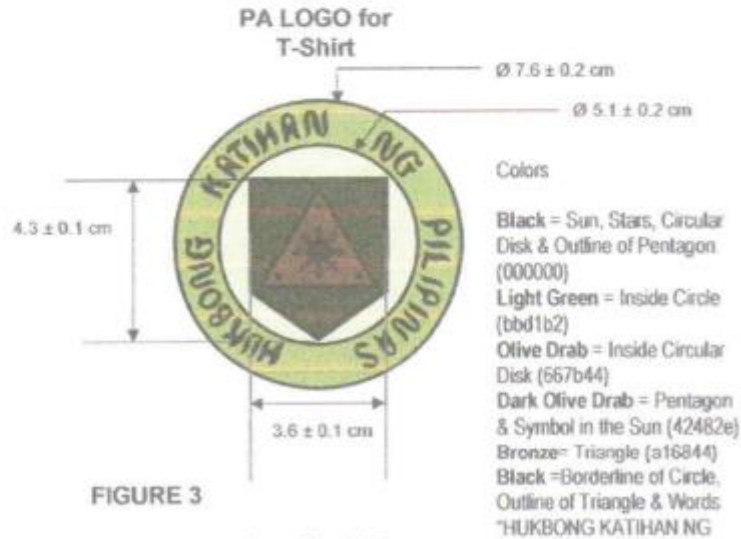 PA LOGO for
T-Shirt
Ø 7.6 ± 0.2 cm
Ø 5.1 ± 0.2 cm
HUKBONG KATIHAN NG PILIPINAS
4.3 ± 0.1 cm
3.6 ± 0.1 cm
FIGURE 3
Colors
Black = Sun, Stars, Circular
Disk & Outline of Pentagon
(000000)
Light Green = Inside Circle
(bbd1b2)
Olive Drab = Inside Circular
Disk (667b44)
Dark Olive Drab = Pentagon
& Symbol in the Sun (42482e)
Bronze= Triangle (a16844)
Black =Borderline of Circle,
Outline of Triangle & Words
"HUKBONG KATIHAN NG